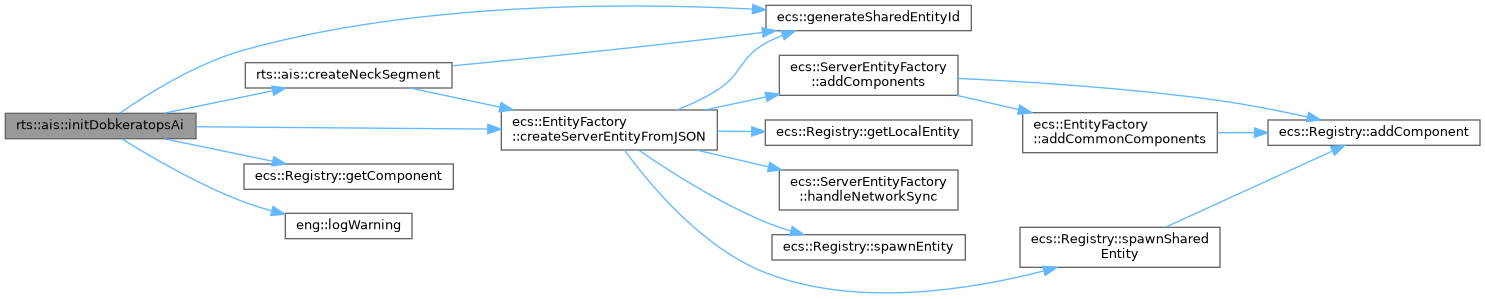 rts::ais::initDobkeratopsAi
rts::ais::createNeckSegment
ecs::Registry::getComponent
eng::logWarning
ecs::EntityFactory
::createServerEntityFromJSON
ecs::generateSharedEntityId
ecs::ServerEntityFactory
::addComponents
ecs::Registry::getLocalEntity
ecs::ServerEntityFactory
::handleNetworkSync
ecs::Registry::spawnEntity
ecs::EntityFactory
::addCommonComponents
ecs::Registry::spawnShared
Entity
ecs::Registry::addComponent